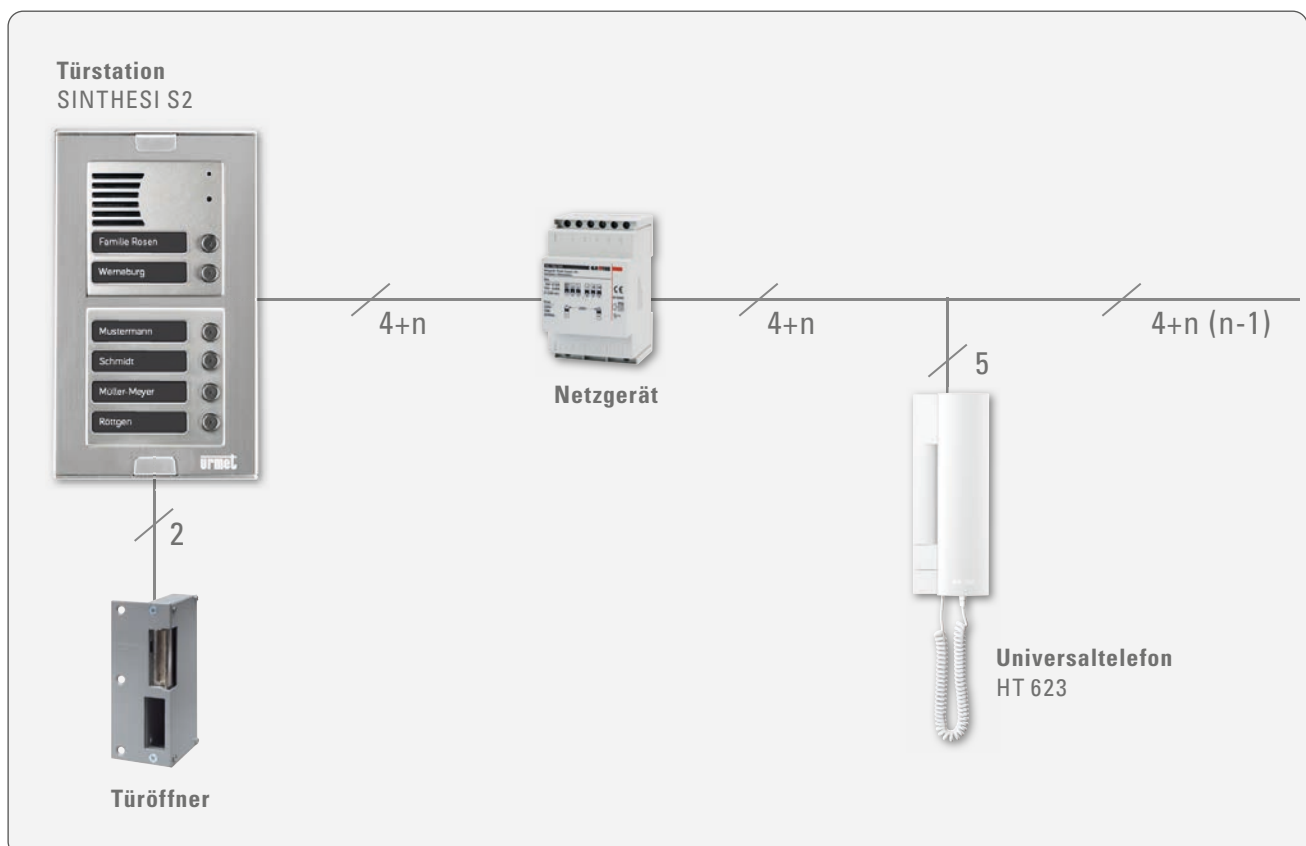 Türstation
SINTHESI S2
Familie Rosen
Werneburg
Mustermann
Schmidt
Müller-Meyer
Röttgen
urmet
4+n
Netzgerät
4+n
4+n (n-1)
5
2
Universaltelefon
HT 623
Türöffner